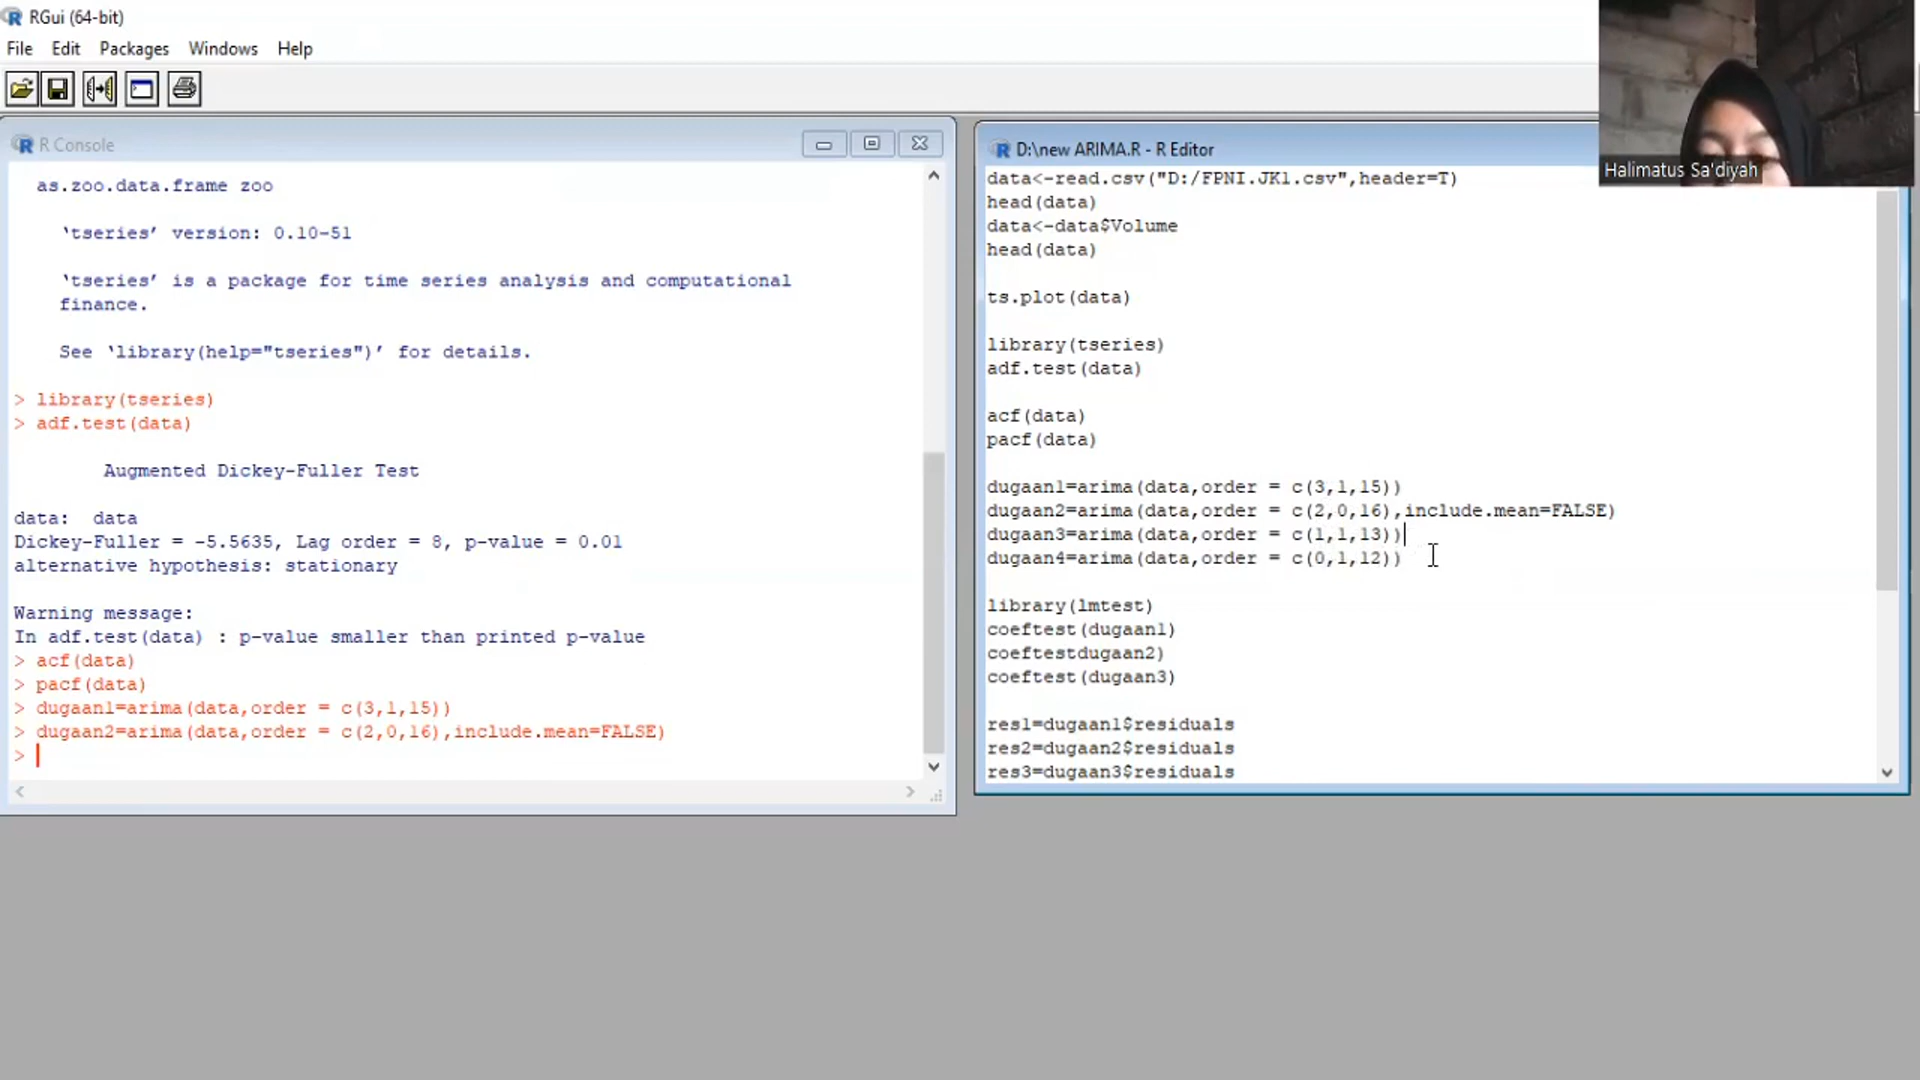 RGui (64-bit)
File Edit Packages Windows Help
R Console
as.zoo.data.frame zoo
‘tseries’ version: 0.10-51
‘tseries’ is a package for time series analysis and computational
finance.
See ‘library(help="tseries")’ for details.
> library(tseries)
> adf.test(data)
Augmented Dickey-Fuller Test
data:  data
Dickey-Fuller = -5.5635, Lag order = 8, p-value = 0.01
alternative hypothesis: stationary
Warning message:
In adf.test(data) : p-value smaller than printed p-value
> acf(data)
> pacf(data)
> dugaan1=arima(data,order = c(3,1,15))
> dugaan2=arima(data,order = c(2,0,16),include.mean=FALSE)
>
D:\new ARIMA.R - R Editor
data<-read.csv("D:/FPNI.JK1.csv",header=T)
head(data)
data<-data$Volume
head(data)
ts.plot(data)
library(tseries)
adf.test(data)
acf(data)
pacf(data)
dugaan1=arima(data,order = c(3,1,15))
dugaan2=arima(data,order = c(2,0,16),include.mean=FALSE)
dugaan3=arima(data,order = c(1,1,13))
dugaan4=arima(data,order = c(0,1,12))
library(lmtest)
coeftest(dugaan1)
coeftestdugaan2)
coeftest(dugaan3)
res1=dugaan1$residuals
res2=dugaan2$residuals
res3=dugaan3$residuals
Halimatus Sa'diyah